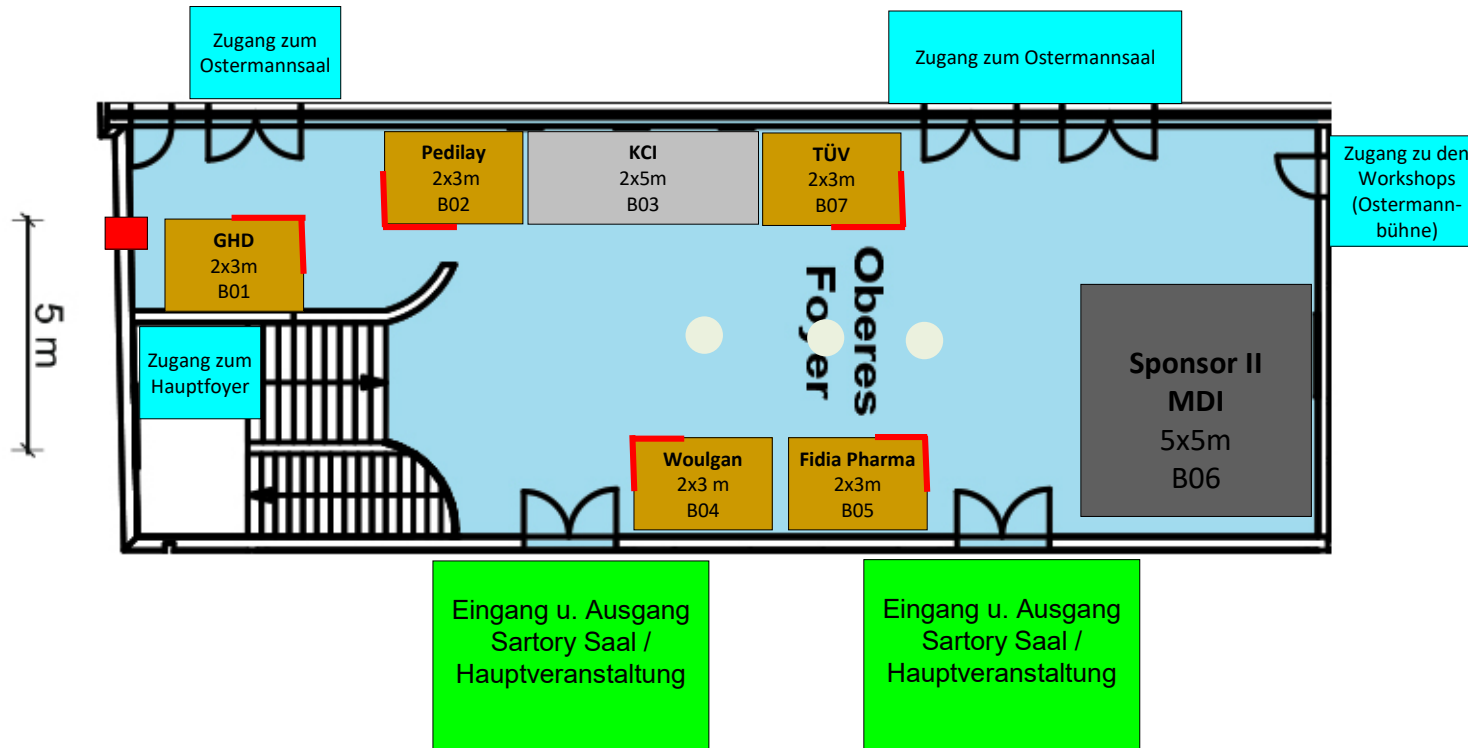 Zugang zum
Ostermannsaal
Zugang zum Ostermannsaal
Pedilay
2x3m
B02
KCI
2x5m
B03
TÜV
2x3m
B07
Zugang zu den
Workshops
(Ostermann-
bühne)
GHD
2x3m
B01
5 m
Oberes
Foyer
Zugang zum
Hauptfoyer
Sponsor II
MDI
5x5m
B06
Woulgan
2x3 m
B04
Fidia Pharma
2x3m
B05
Eingang u. Ausgang
Sartory Saal /
Hauptveranstaltung
Eingang u. Ausgang
Sartory Saal /
Hauptveranstaltung